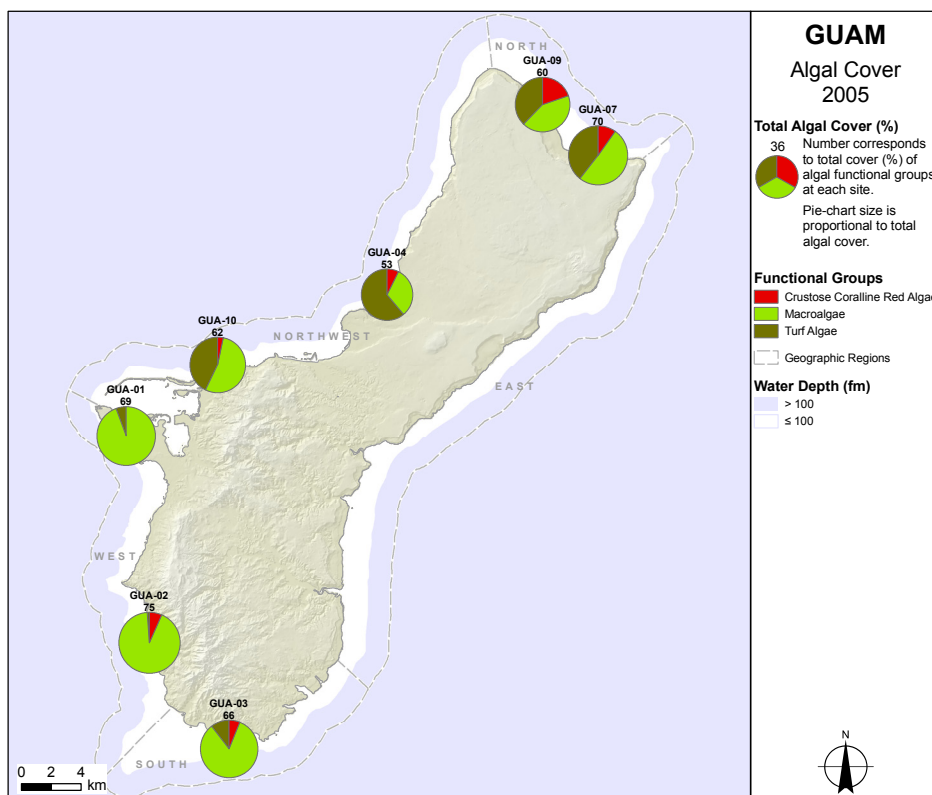 NORTH
GUA-09
60
GUA-07
70
GUA-04
53
GUA-10
62
NORTHWEST
GUA-01
69
EAST
WEST
GUA-02
75
GUA-03
66
SOUTH
0 2 4
km
GUAM
Algal Cover
2005
Total Algal Cover (%)
36
Number corresponds
to total cover (%) of
algal functional groups
at each site.
Pie-chart size is
proportional to total
algal cover.
Functional Groups
Crustose Coralline Red Algae
Macroalgae
Turf Algae
Geographic Regions
Water Depth (fm)
> 100
≤ 100
N